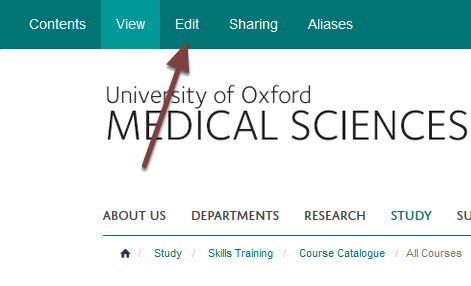 Contents View Edit Sharing Aliases
University of Oxford
MEDICAL SCIENCES
ABOUT US DEPARTMENTS RESEARCH STUDY SU
/ Study / Skills Training / Course Catalogue / All Courses